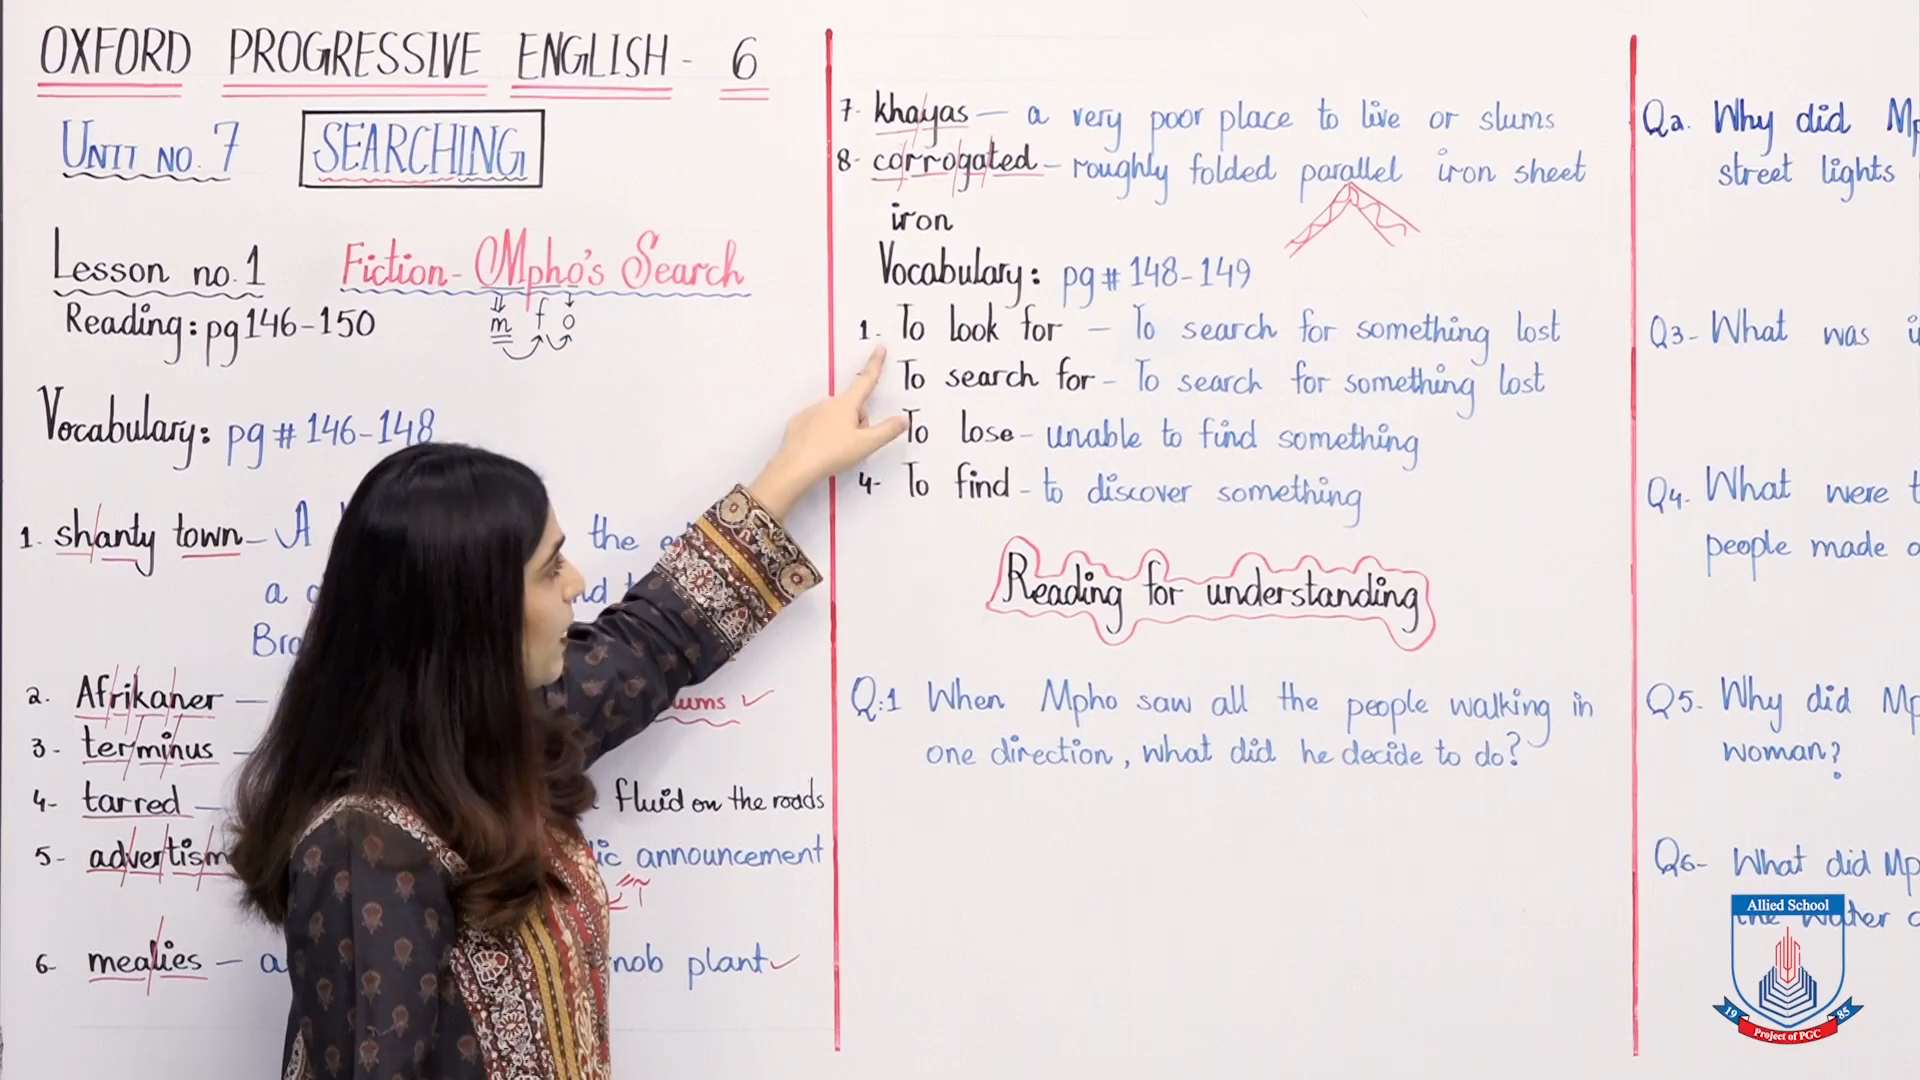 OXFORD PROGRESSIVE ENGLISH - 6
UNIT NO. 7 SEARCHING
Lesson no.1 Fiction - Mpho's Search
m f o
Reading: pg 146-150
Vocabulary: pg # 146-148
1. shanty town - A the
a
2. Afrikaner -
3- terminus -
4- tarred - fluid on the roads
5- announcement
6- mealies - a plant
7- khayas - a very poor place to live or slums
8- corrogated - roughly folded parallel iron sheet
iron
Vocabulary: pg # 148-149
1- To look for - To search for something lost
To search for - To search for something lost
To lose - unable to find something
4- To find - to discover something
Reading for understanding
Q:1 When Mpho saw all the people walking in
one direction, what did he decide to do?
Q2. Why did
street lights
Q3- What was
Q4. What were
people made
Q5. Why did
woman?
Q6- What did
the water
Allied School
19 85
Project of PGC